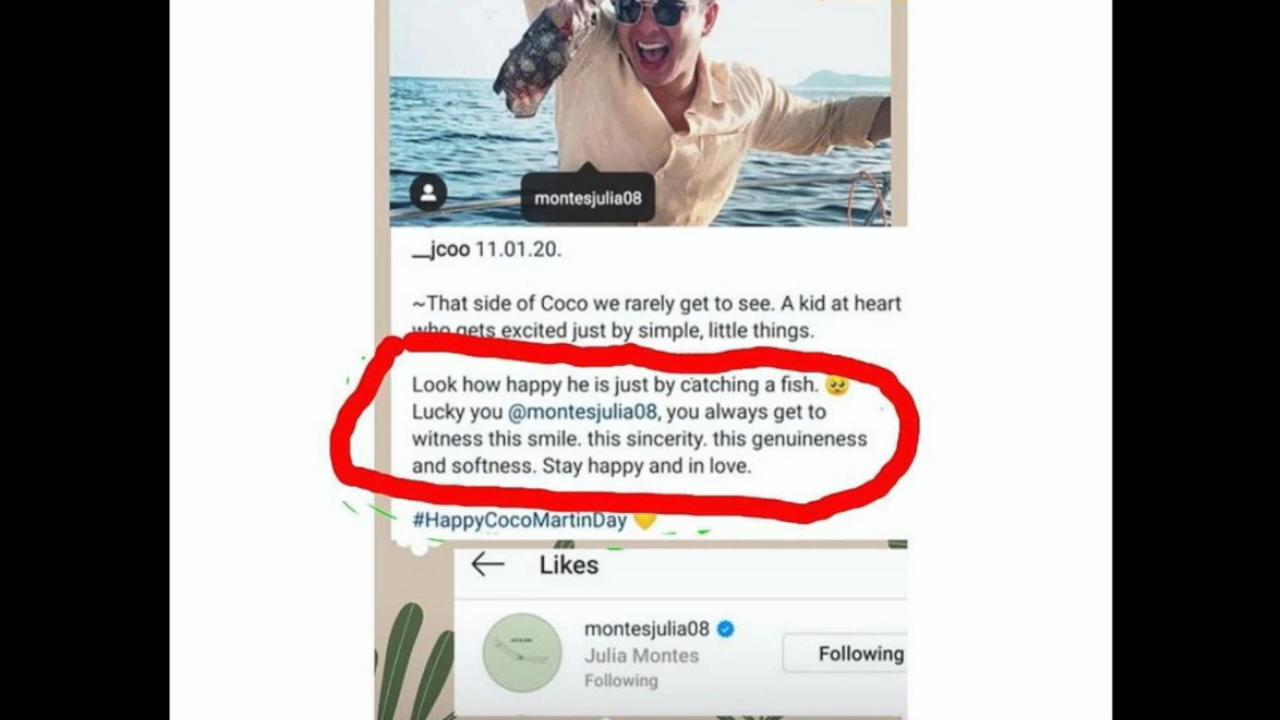 montesjulia08
__jcoo 11.01.20.
~That side of Coco we rarely get to see. A kid at heart
who gets excited just by simple, little things.
Look how happy he is just by catching a fish. 🥺
Lucky you @montesjulia08, you always get to
witness this smile. this sincerity. this genuineness
and softness. Stay happy and in love.
#HappyCocoMartinDay 💛
Likes
montesjulia08
Julia Montes
Following
Following